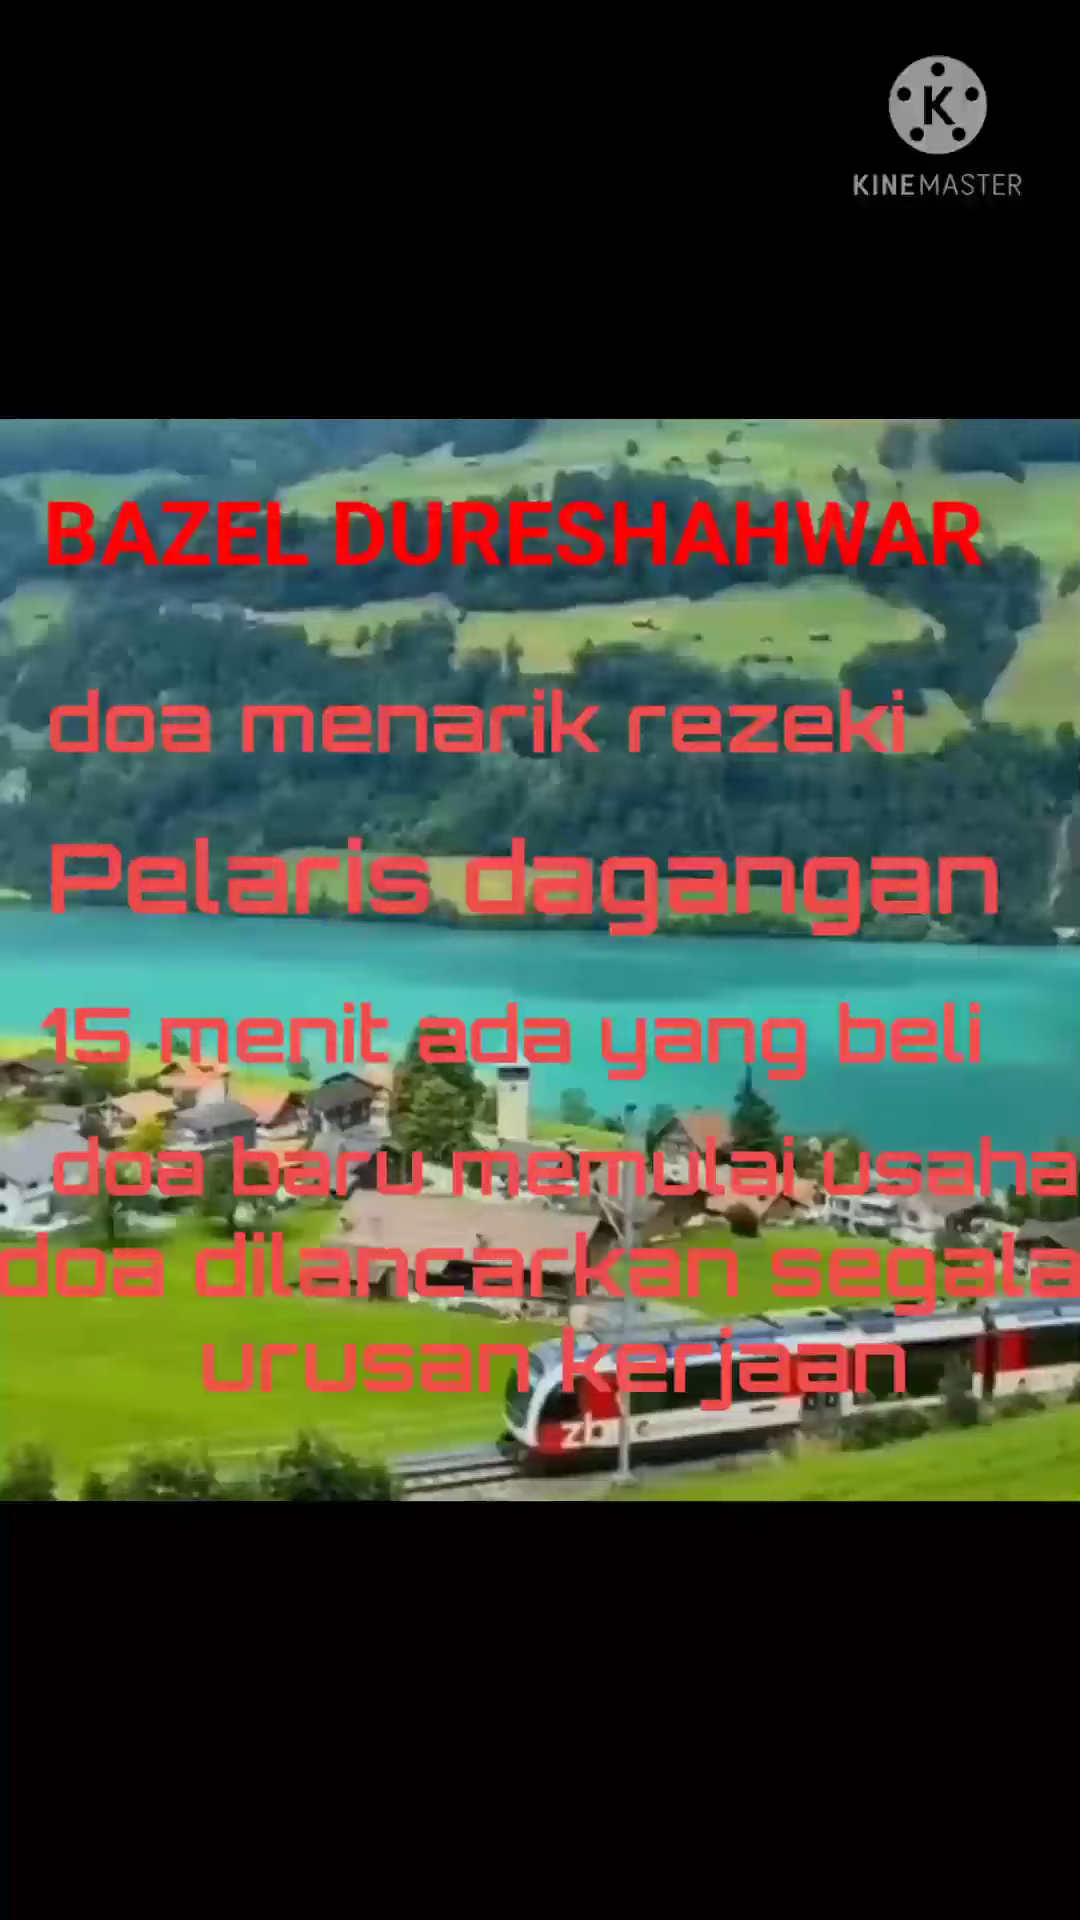 K
KINEMASTER
BAZEL DURESHAHWAR
doa menarik rezeki
Pelaris dagangan
15 menit ada yang beli
doa baru memulai usaha
doa dilancarkan segala
urusan kerjaan
zb